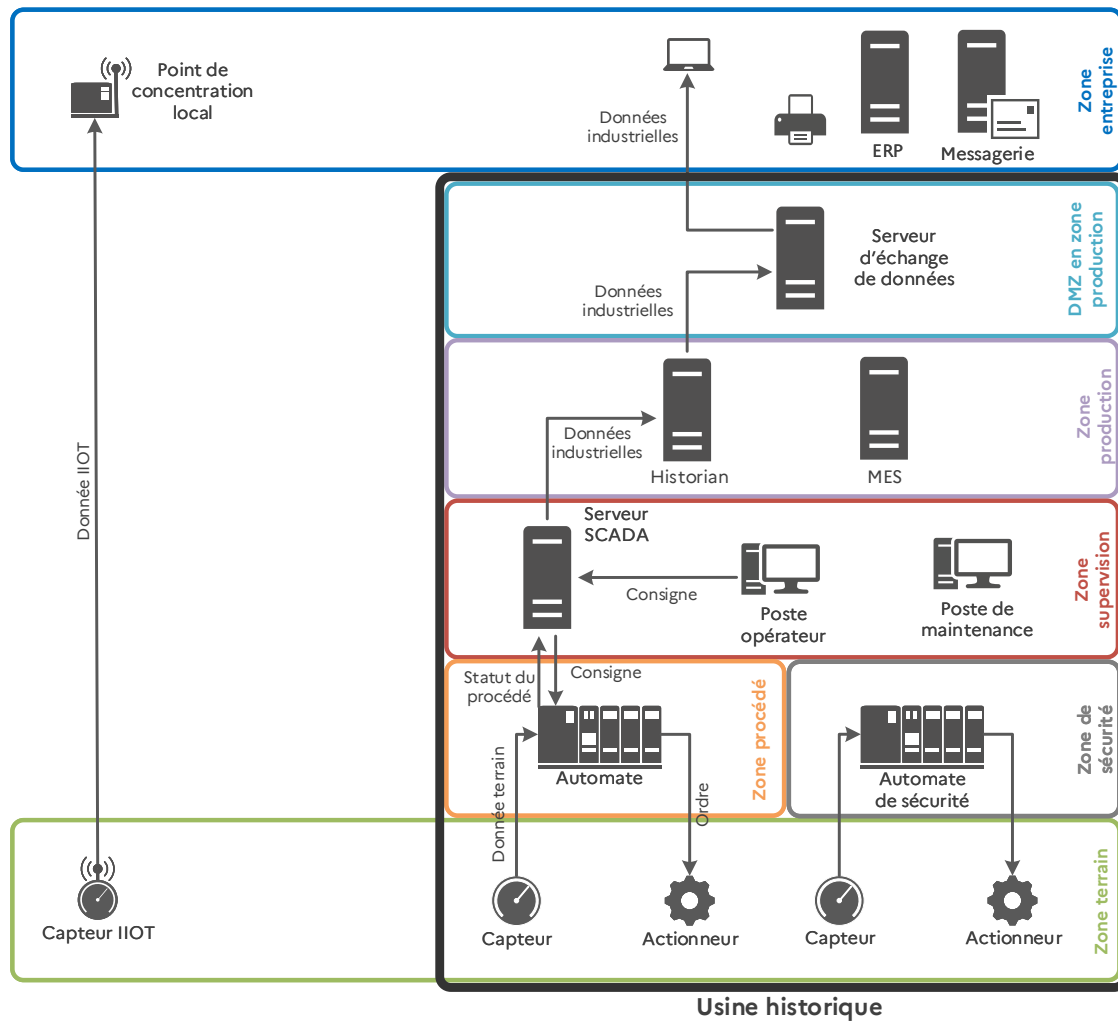 Point de
concentration
local
Données
industrielles
ERP
Messagerie
Zone
entreprise
Serveur
d'échange
de données
Données
industrielles
DMZ en zone
production
Données
industrielles
Historian
MES
Zone
production
Donnée IIOT
Serveur
SCADA
Consigne
Poste
opérateur
Poste de
maintenance
Zone
supervision
Statut du
procédé
Consigne
Automate
Zone procédé
Automate
de sécurité
Zone de
sécurité
Donnée terrain
Ordre
Capteur IIOT
Capteur
Actionneur
Capteur
Actionneur
Zone terrain
Usine historique